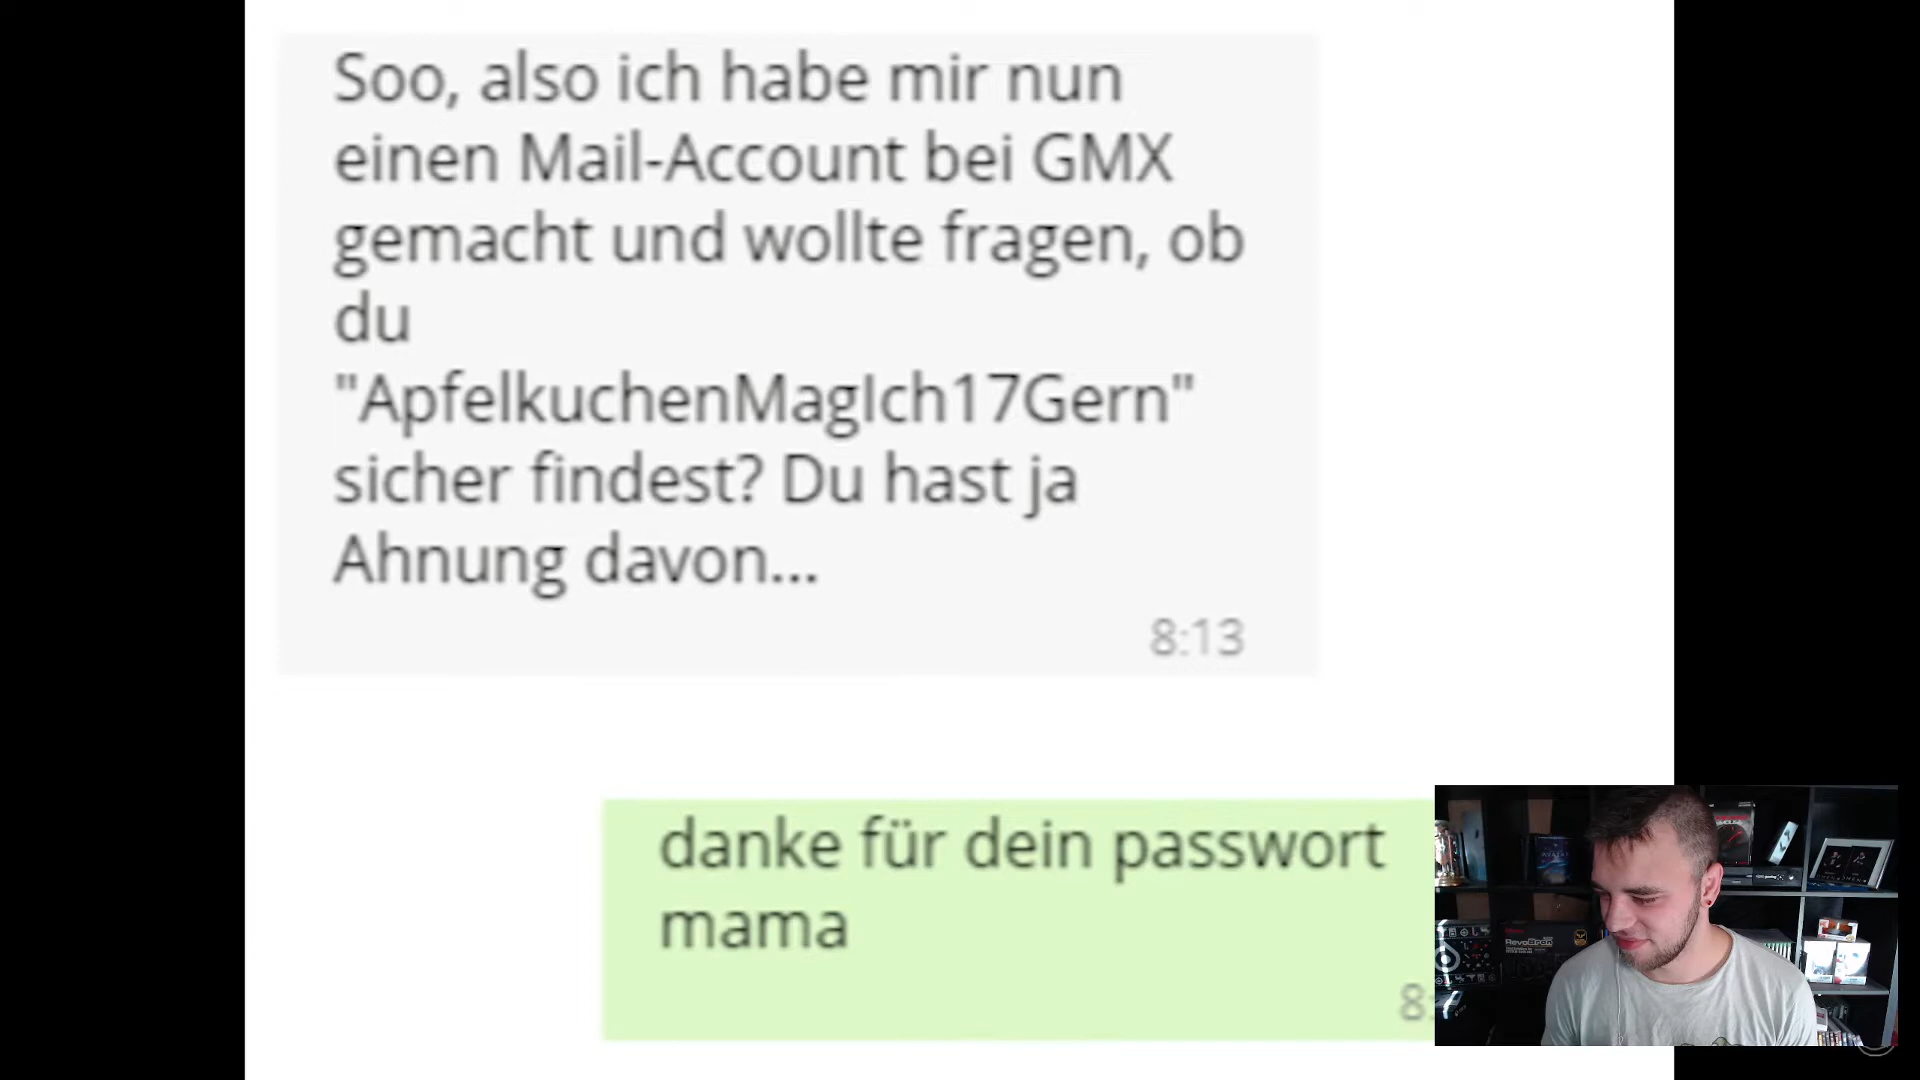 Soo, also ich habe mir nun
einen Mail-Account bei GMX
gemacht und wollte fragen, ob
du
"ApfelkuchenMagIch17Gern"
sicher findest? Du hast ja
Ahnung davon...
8:13
danke für dein passwort
mama
8: